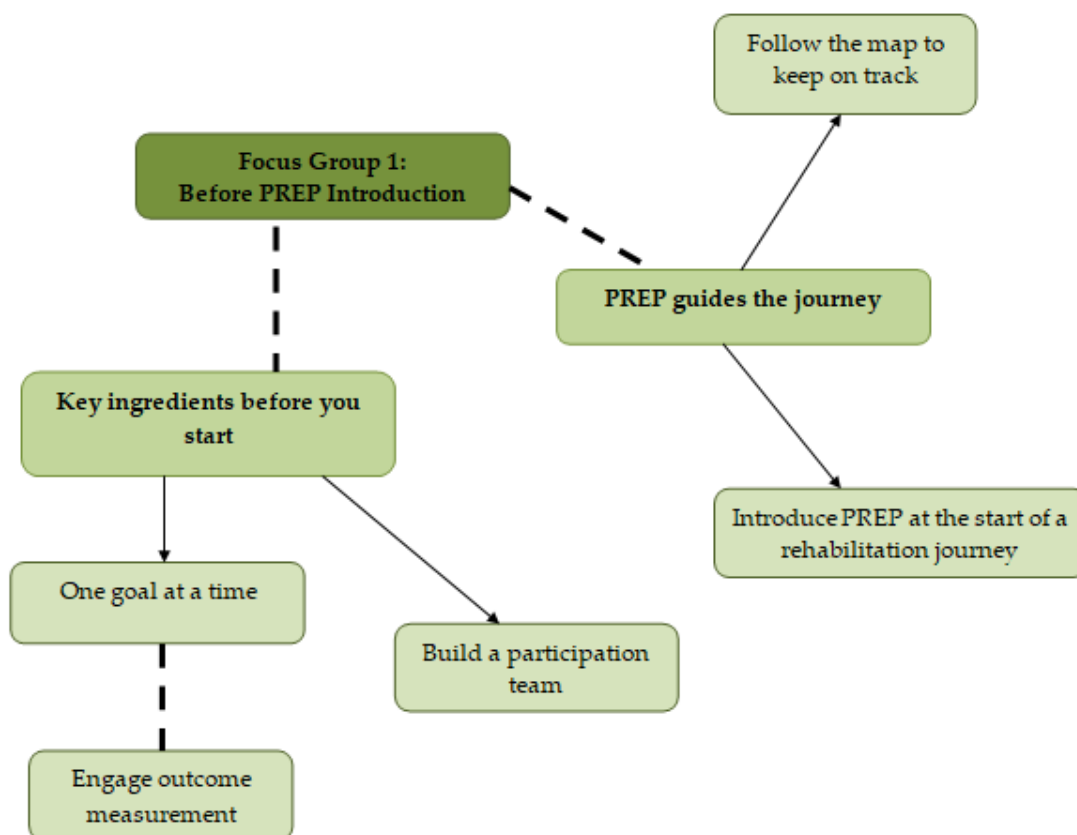 Follow the map to
keep on track
Focus Group 1:
Before PREP Introduction
PREP guides the journey
Key ingredients before you
start
Introduce PREP at the start of a
rehabilitation journey
One goal at a time
Build a participation
team
Engage outcome
measurement